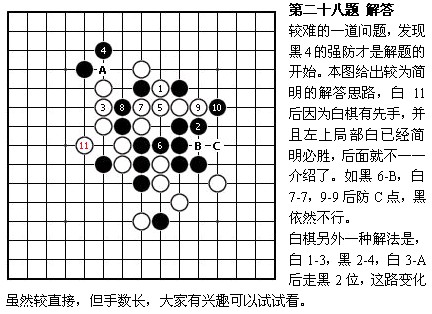 第二十八题 解答
较难的一道问题，发现
黑4的强防才是解题的
开始。本图给出较为简
明的解答思路，白 11
后因为白棋有先手，并
且左上局部白已经简
明必胜，后面就不一一
介绍了。如黑 6-B，白
7-7，9-9 后防 C 点，黑
依然不行。
白棋另外一种解法是，
白 1-3，黑 2-4，白 3-A
后走黑 2 位，这路变化
虽然较直接，但手数长，大家有兴趣可以试试看。
4
A
1
3 8 7 5 9 10
2
11 6 B C